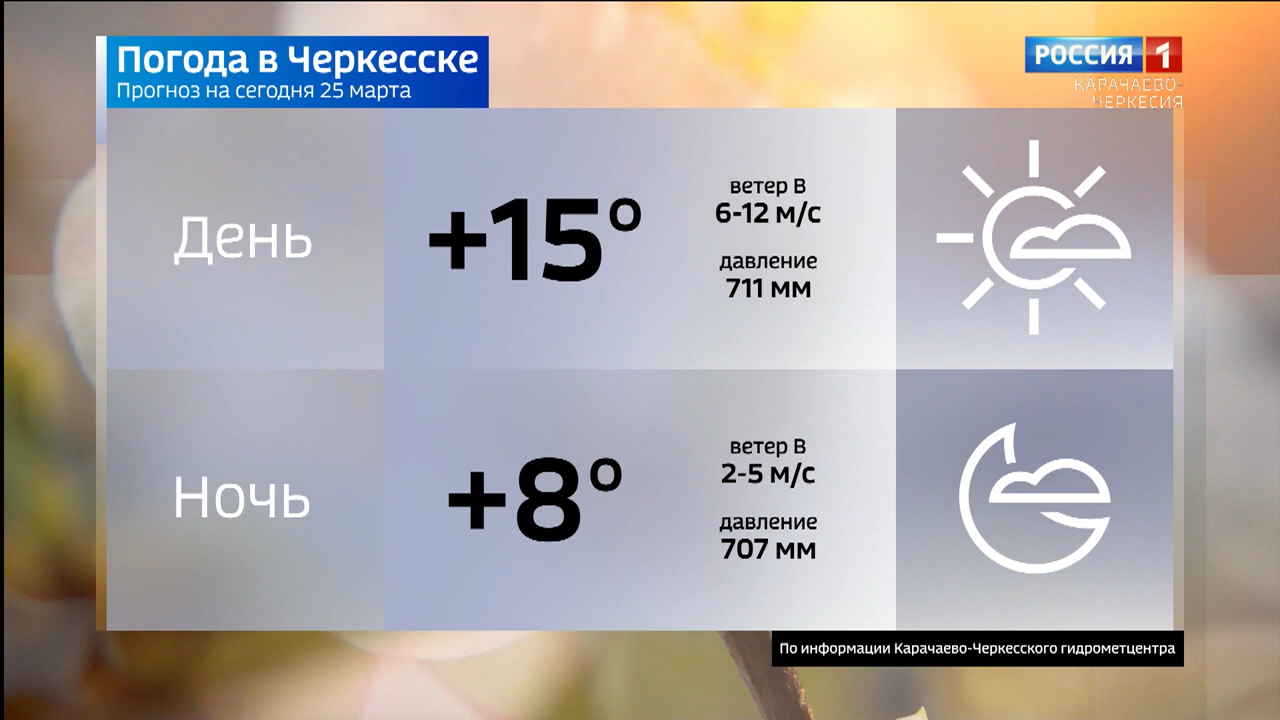 Погода в Черкесске
Прогноз на сегодня 25 марта
РОССИЯ 1
КАРАЧАЕВО-
ЧЕРКЕСИЯ
День
+15°
ветер В
6-12 м/с
давление
711 мм
Ночь
+8°
ветер В
2-5 м/с
давление
707 мм
По информации Карачаево-Черкесского гидрометцентра